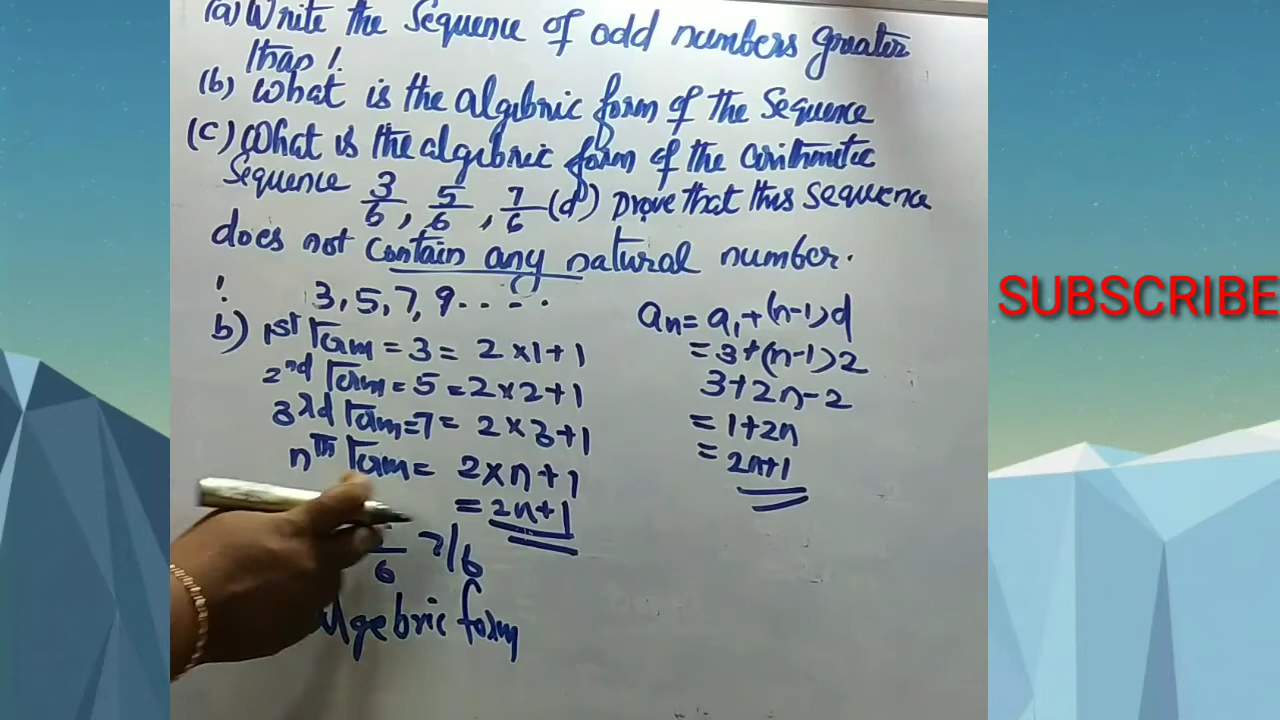 (a) Write the Sequence of odd numbers greater
than 1.
(b) What is the algebric form of the Sequence
(c) What is the algebric form of the arithmetic
Sequence 3/6, 5/6, 7/6 (d) prove that this sequence
does not contain any natural number.
3, 5, 7, 9 . . . . .
b) 1st Term = 3 = 2 × 1 + 1
2nd Term = 5 = 2 × 2 + 1
3rd Term = 7 = 2 × 3 + 1
nth Term = 2 × n + 1
= 2n+1
6 7/6
algebric form
an = a1 + (n-1)d
= 3 + (n-1) 2
3 + 2n - 2
= 1 + 2n
= 2n+1
SUBSCRIBE